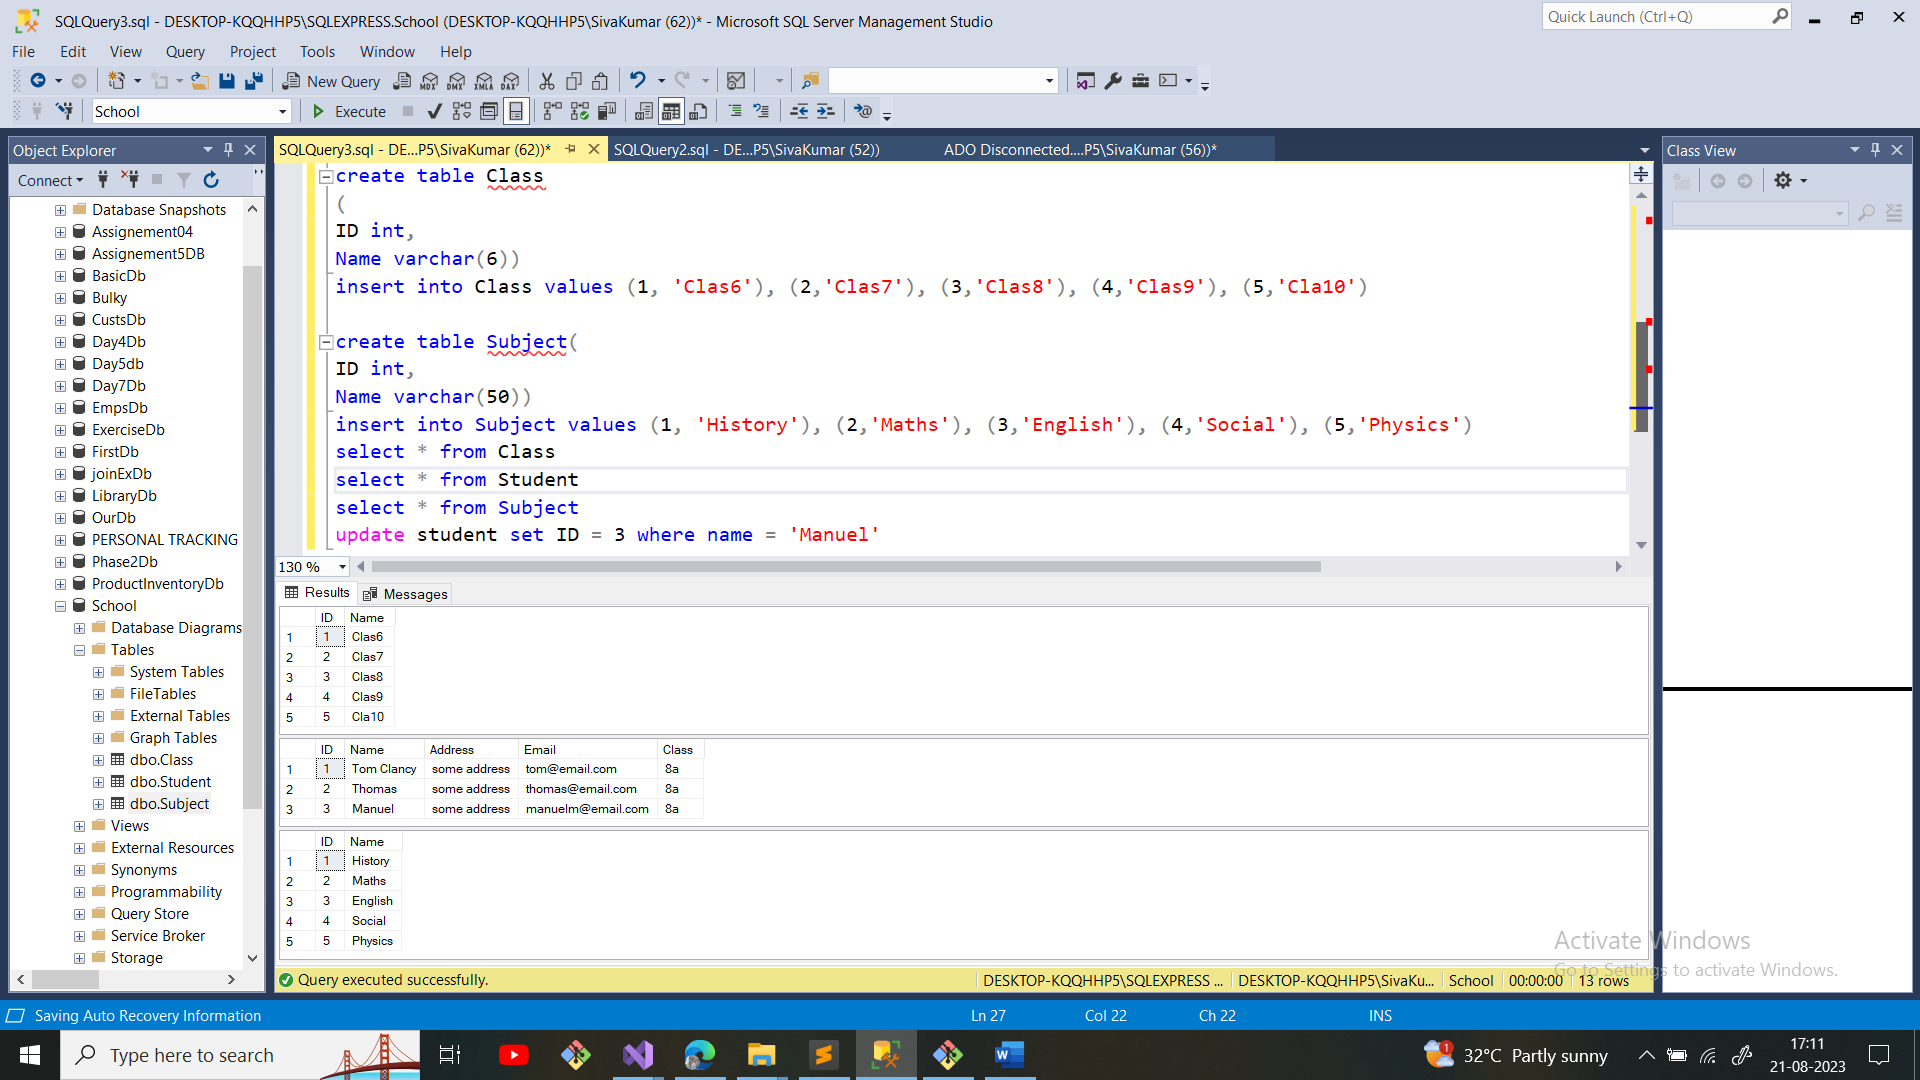 SQLQuery3.sql - DESKTOP-KQQHHP5\SQLEXPRESS.School (DESKTOP-KQQHHP5\SivaKumar (62))* - Microsoft SQL Server Management Studio
Quick Launch (Ctrl+Q)
File Edit View Query Project Tools Window Help
New Query
School Execute
Object Explorer
Connect
Database Snapshots
Assignement04
Assignement5DB
BasicDb
Bulky
CustsDb
Day4Db
Day5db
Day7Db
EmpsDb
ExerciseDb
FirstDb
joinExDb
LibraryDb
OurDb
PERSONAL TRACKING
Phase2Db
ProductInventoryDb
School
Database Diagrams
Tables
System Tables
FileTables
External Tables
Graph Tables
dbo.Class
dbo.Student
dbo.Subject
Views
External Resources
Synonyms
Programmability
Query Store
Service Broker
Storage
SQLQuery3.sql - DE...P5\SivaKumar (62))* SQLQuery2.sql - DE...P5\SivaKumar (52)) ADO Disconnected....P5\SivaKumar (56))*
create table Class
(
ID int,
Name varchar(6))
insert into Class values (1, 'Clas6'), (2,'Clas7'), (3,'Clas8'), (4,'Clas9'), (5,'Cla10')
create table Subject(
ID int,
Name varchar(50))
insert into Subject values (1, 'History'), (2,'Maths'), (3,'English'), (4,'Social'), (5,'Physics')
select * from Class
select * from Student
select * from Subject
update student set ID = 3 where name = 'Manuel'
130 %
Results Messages
ID Name
1 1 Clas6
2 2 Clas7
3 3 Clas8
4 4 Clas9
5 5 Cla10
ID Name Address Email Class
1 1 Tom Clancy some address tom@email.com 8a
2 2 Thomas some address thomas@email.com 8a
3 3 Manuel some address manuelm@email.com 8a
ID Name
1 1 History
2 2 Maths
3 3 English
4 4 Social
5 5 Physics
Query executed successfully. DESKTOP-KQQHHP5\SQLEXPRESS ... DESKTOP-KQQHHP5\SivaKu... School 00:00:00 13 rows
Class View
Activate Windows
Go to Settings to activate Windows.
Saving Auto Recovery Information Ln 27 Col 22 Ch 22 INS
Type here to search
1
32°C Partly sunny
17:11
21-08-2023